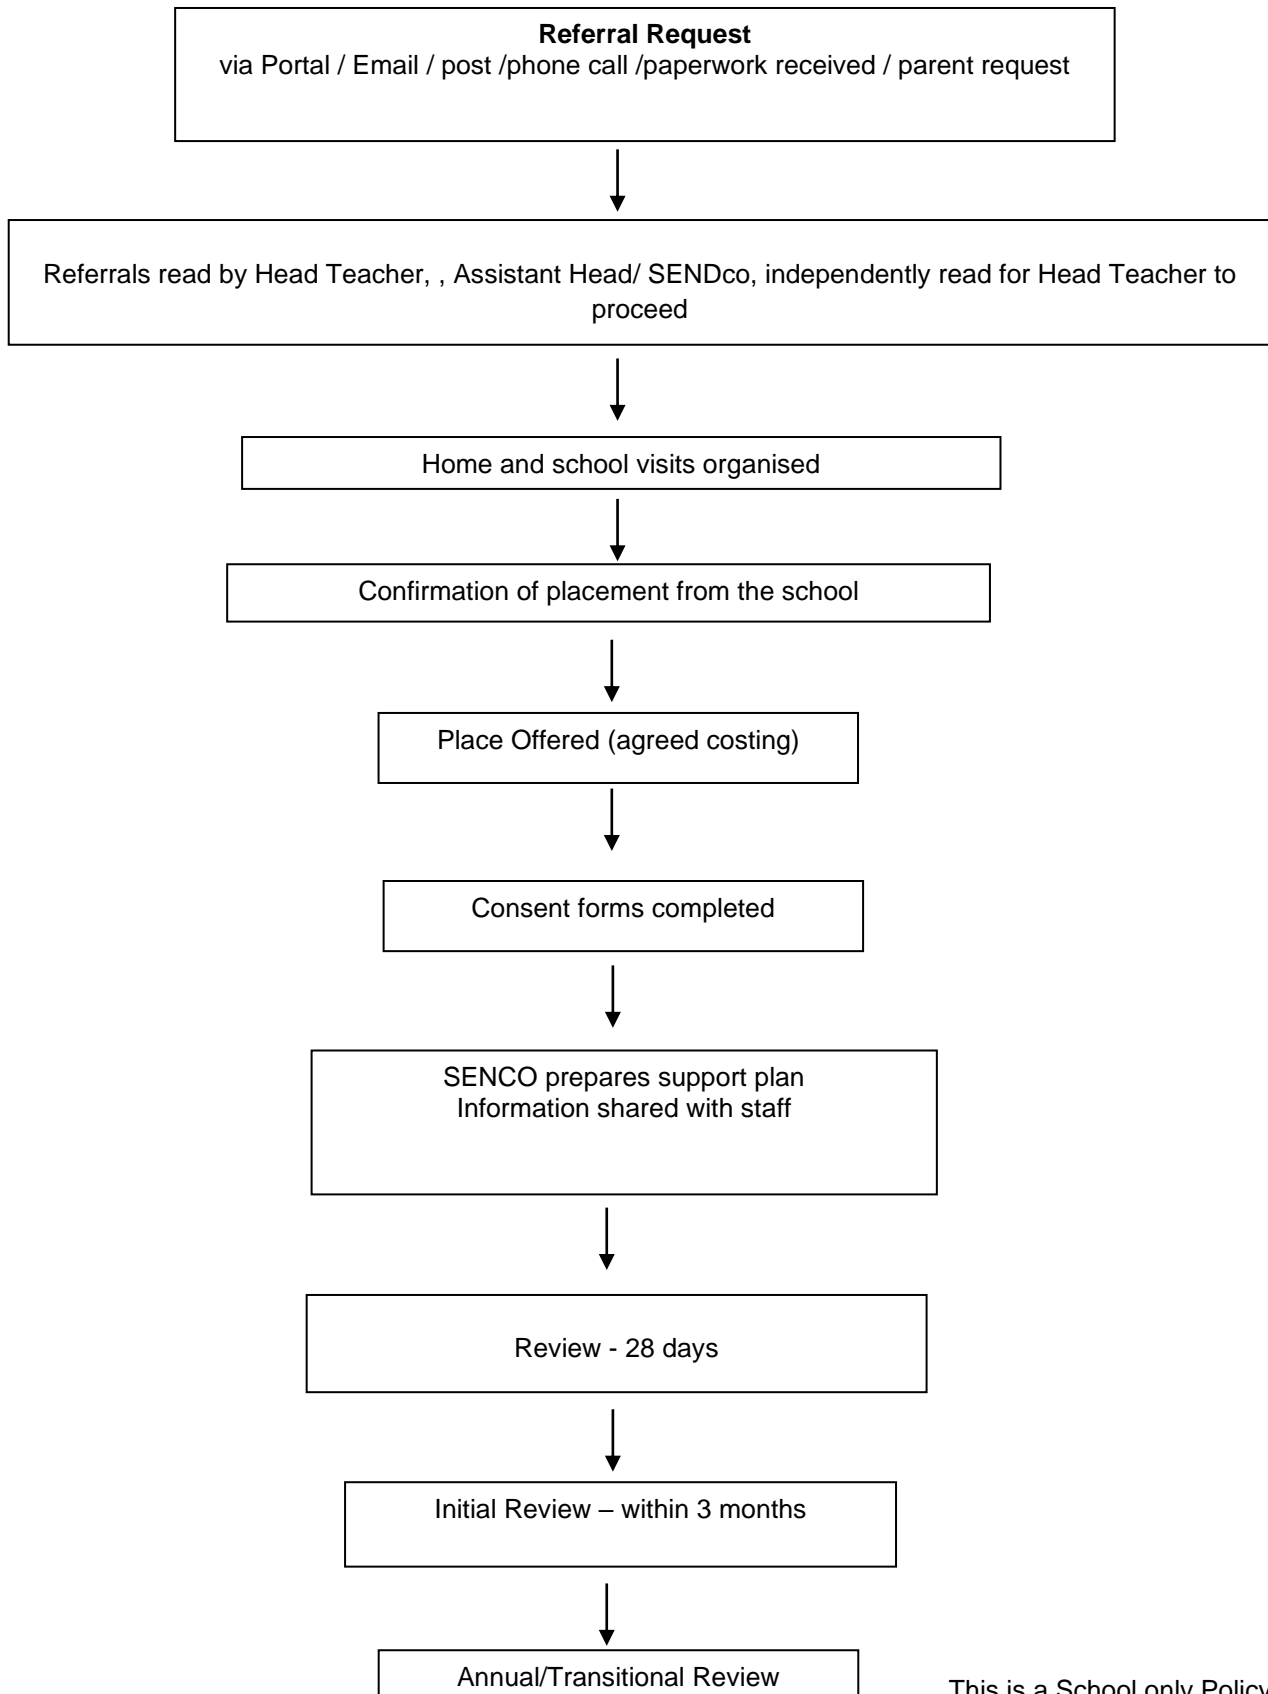 Referral Request
via Portal / Email / post /phone call /paperwork received / parent request
Referrals read by Head Teacher, , Assistant Head/ SENDco, independently read for Head Teacher to
proceed
Home and school visits organised
Confirmation of placement from the school
Place Offered (agreed costing)
Consent forms completed
SENCO prepares support plan
Information shared with staff
Review - 28 days
Initial Review – within 3 months
Annual/Transitional Review
This is a School only Policy